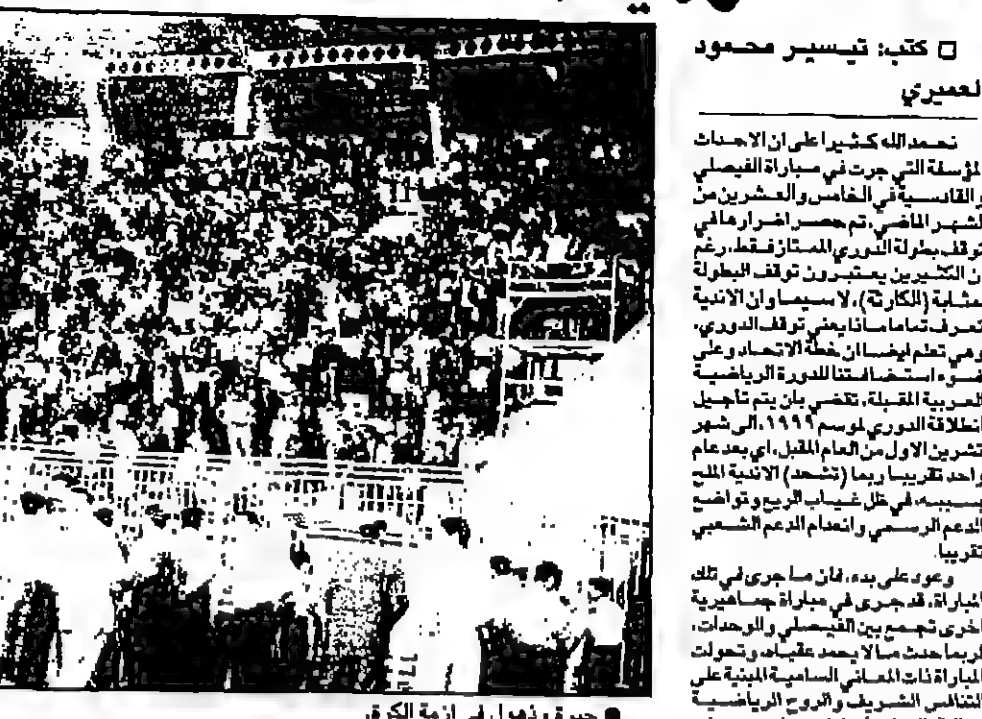 كتب: تيسير محمود
العميري
نحمد الله كثيرا على ان الاحداث
المؤسفة التي جرت في مباراة الفيصلي
والقادسية في الخامس والعشرين من
الشهر الماضي، تم حصر اضرارها في
توقف بطولة الدوري الممتاز فقط، رغم
ان الكثيرين يعتبرون توقف البطولة
بمثابة (الكارثة)، لا سيما وان الاندية
تعرف تماما ماذا يعني توقف الدوري،
وهي تعلم ايضا ان خطة الاتحاد وعلى
ضوء استضافتنا للدورة الرياضية
العربية المقبلة، تقضي بان يتم تأجيل
انطلاقة الدوري لموسم ١٩٩٩، الى شهر
تشرين الاول من العام المقبل، اي بعد عام
واحد تقريبا وربما (تشحد) الاندية الملح
بسببه، في ظل غياب الريع وتواضع
الدعم الرسمي وانعدام الدعم الشعبي
تقريبا.
وعود على بدء، فان ما جرى في تلك
المباراة، قد جرى في مباراة جماهيرية
اخرى تجمع بين الفيصلي والوحدات،
لربما حدث ما لا يحمد عقباه، وتحولت
المباراة ذات المعاني السامية المبنية على
التنافس الشريف والروح الرياضية
حيرة وذهول في ازمة الكرة،